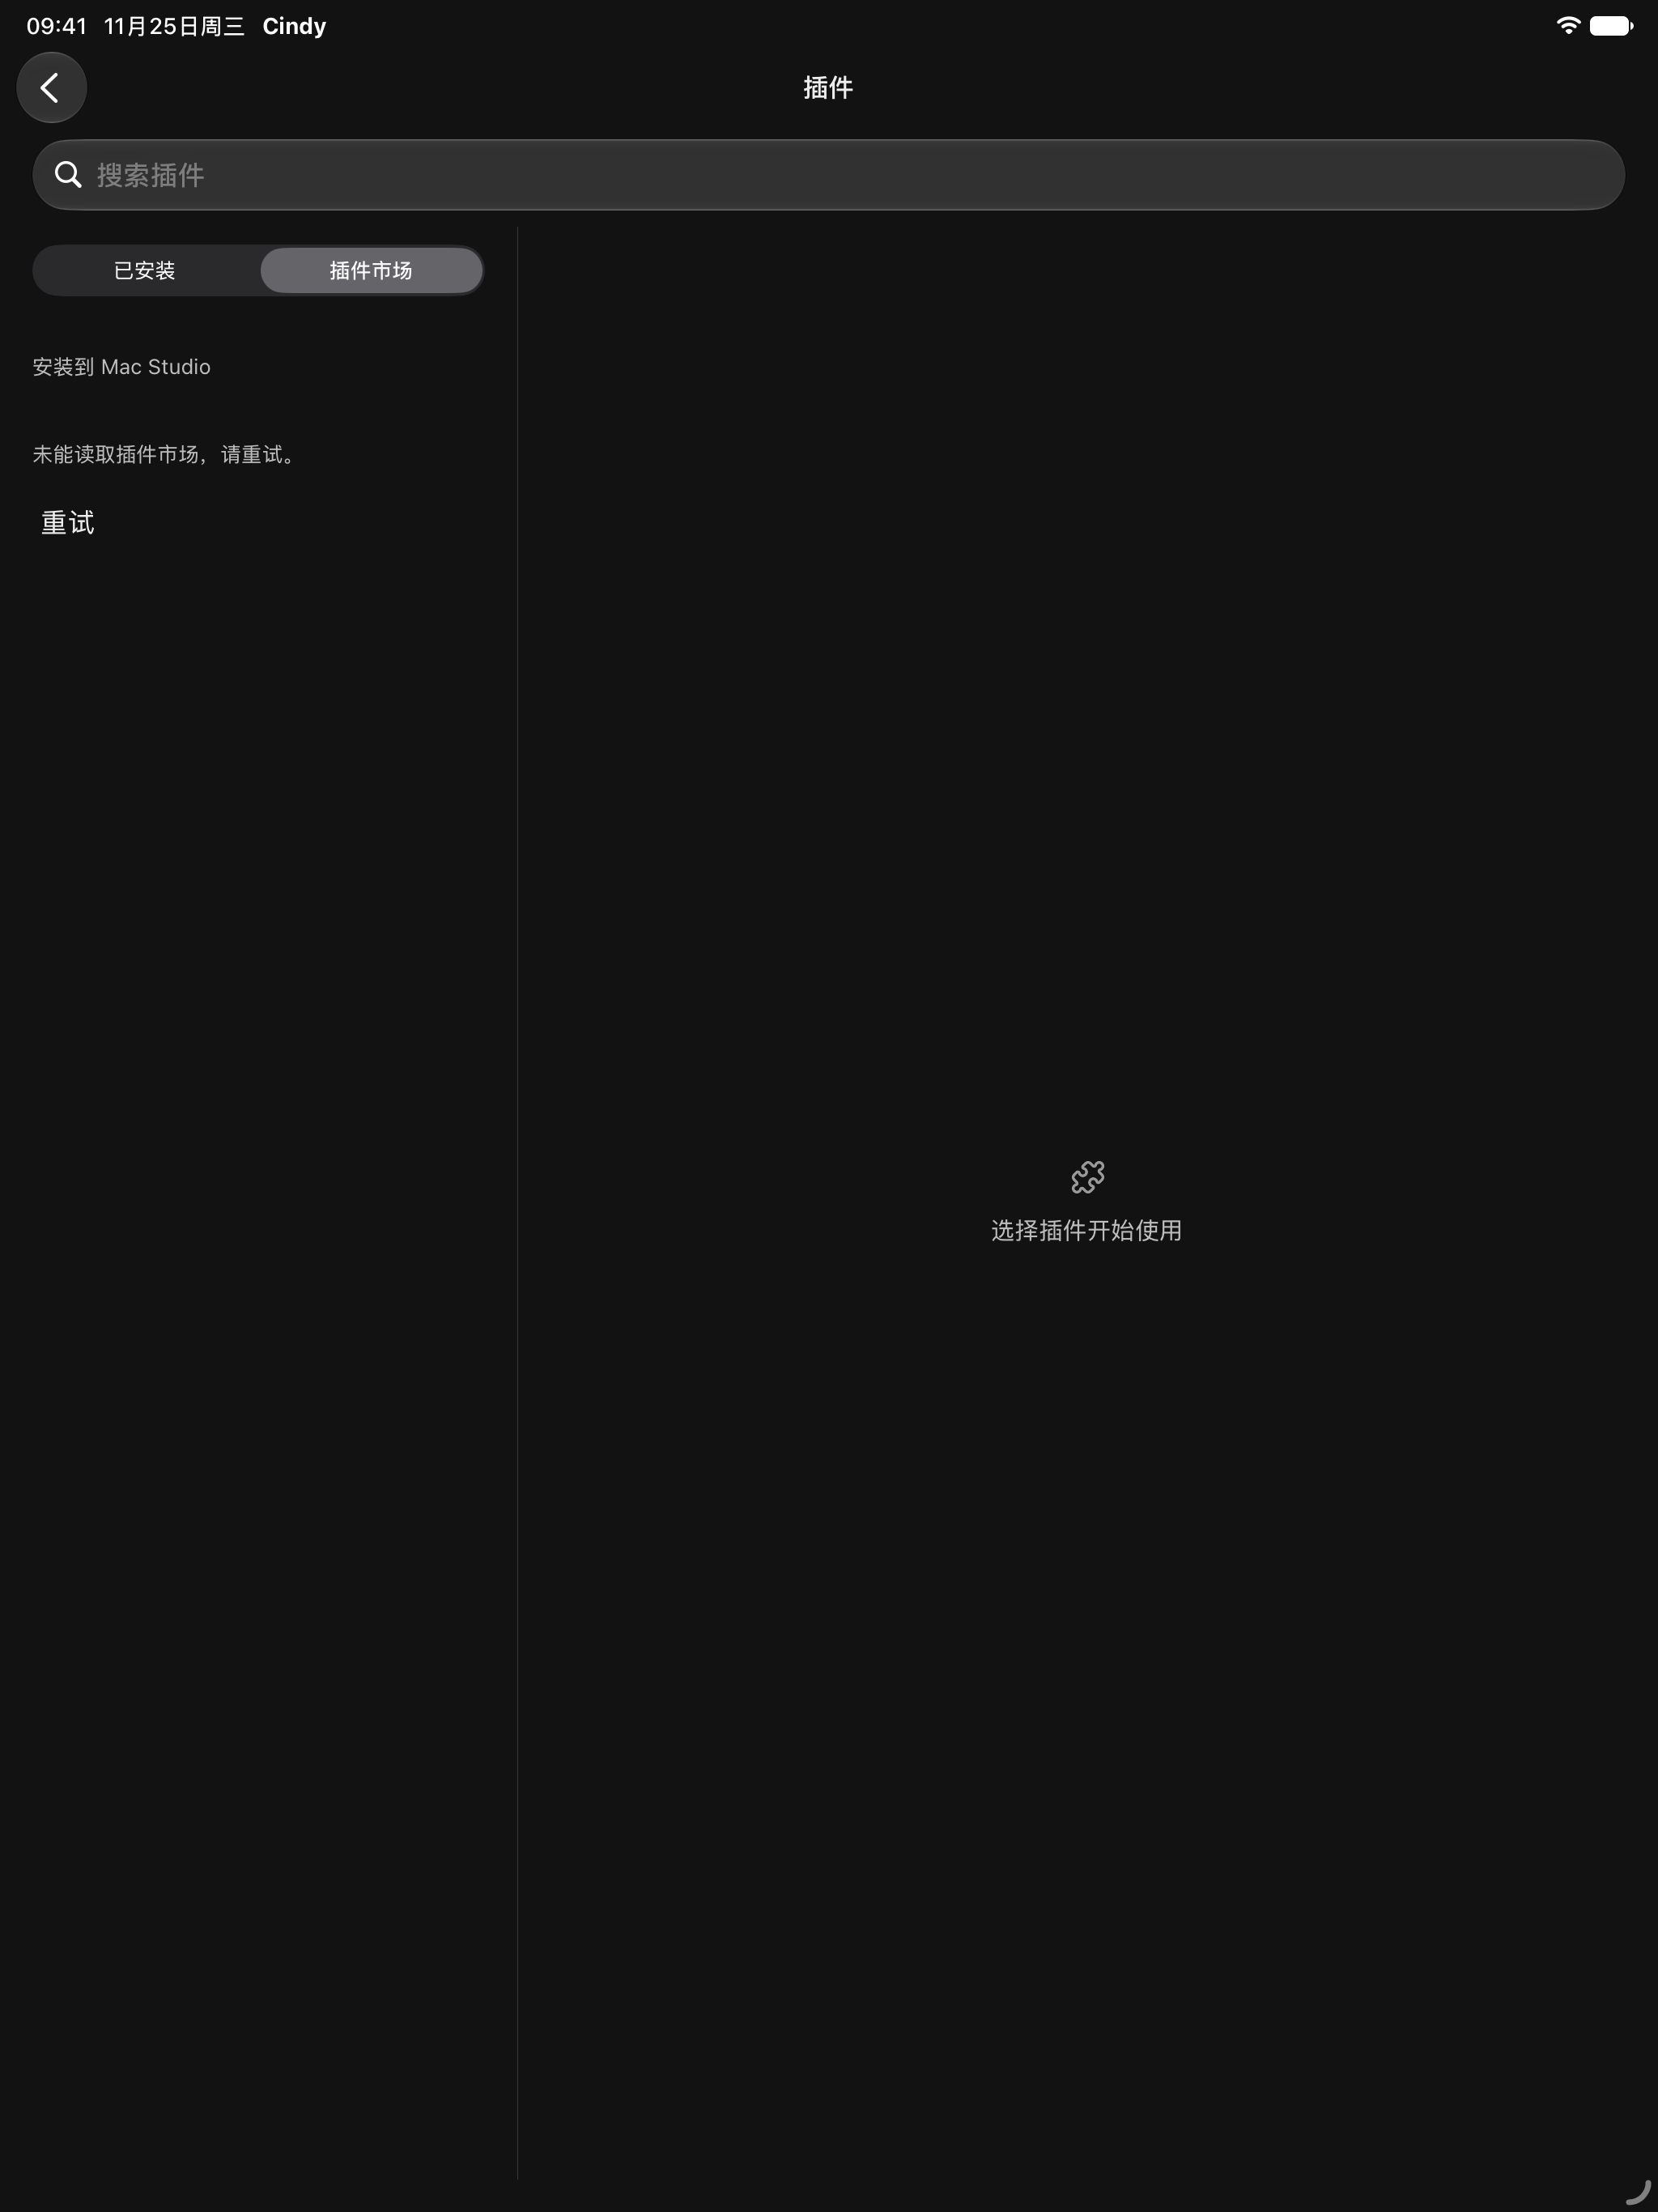 09:41 11月25日周三 Cindy
插件
搜索插件
已安装 插件市场
安装到 Mac Studio
未能读取插件市场，请重试。
重试
选择插件开始使用